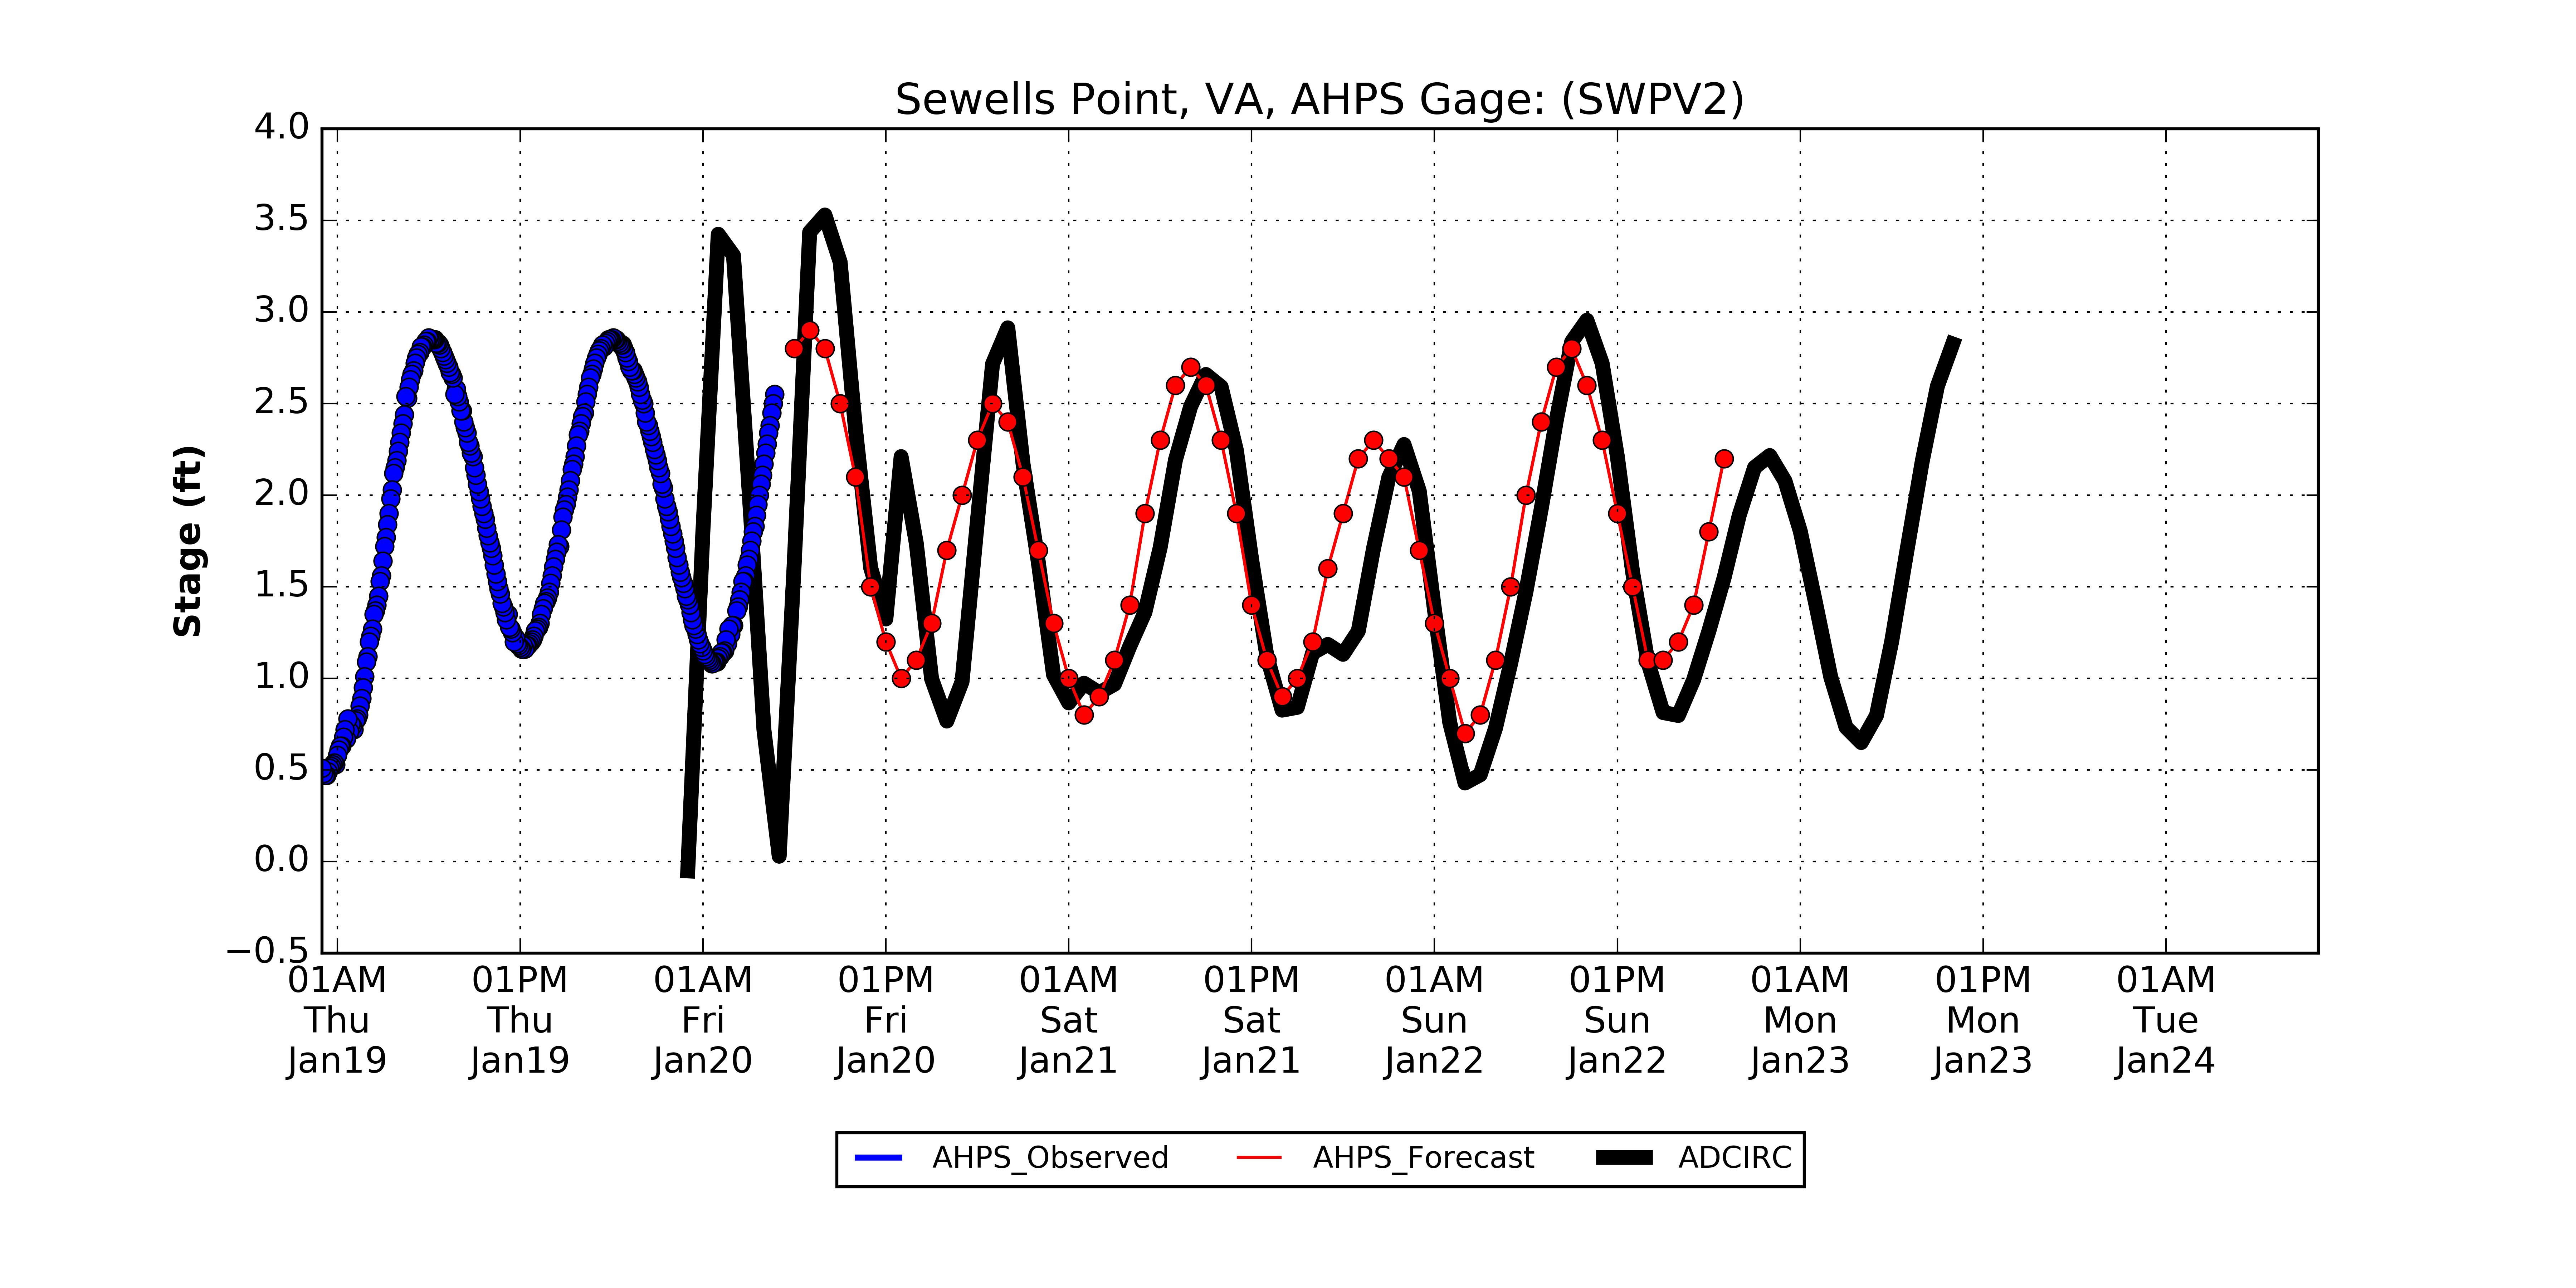 Sewells Point, VA, AHPS Gage: (SWPV2)
4.0
3.5
3.0
2.5
2.0
1.5
1.0
0.5
0.0
−0.5
Stage (ft)
01AM 01PM 01AM 01PM 01AM 01PM 01AM 01PM 01AM 01PM 01AM
Thu Thu Fri Fri Sat Sat Sun Sun Mon Mon Tue
Jan19 Jan19 Jan20 Jan20 Jan21 Jan21 Jan22 Jan22 Jan23 Jan23 Jan24
AHPS_Observed AHPS_Forecast ADCIRC